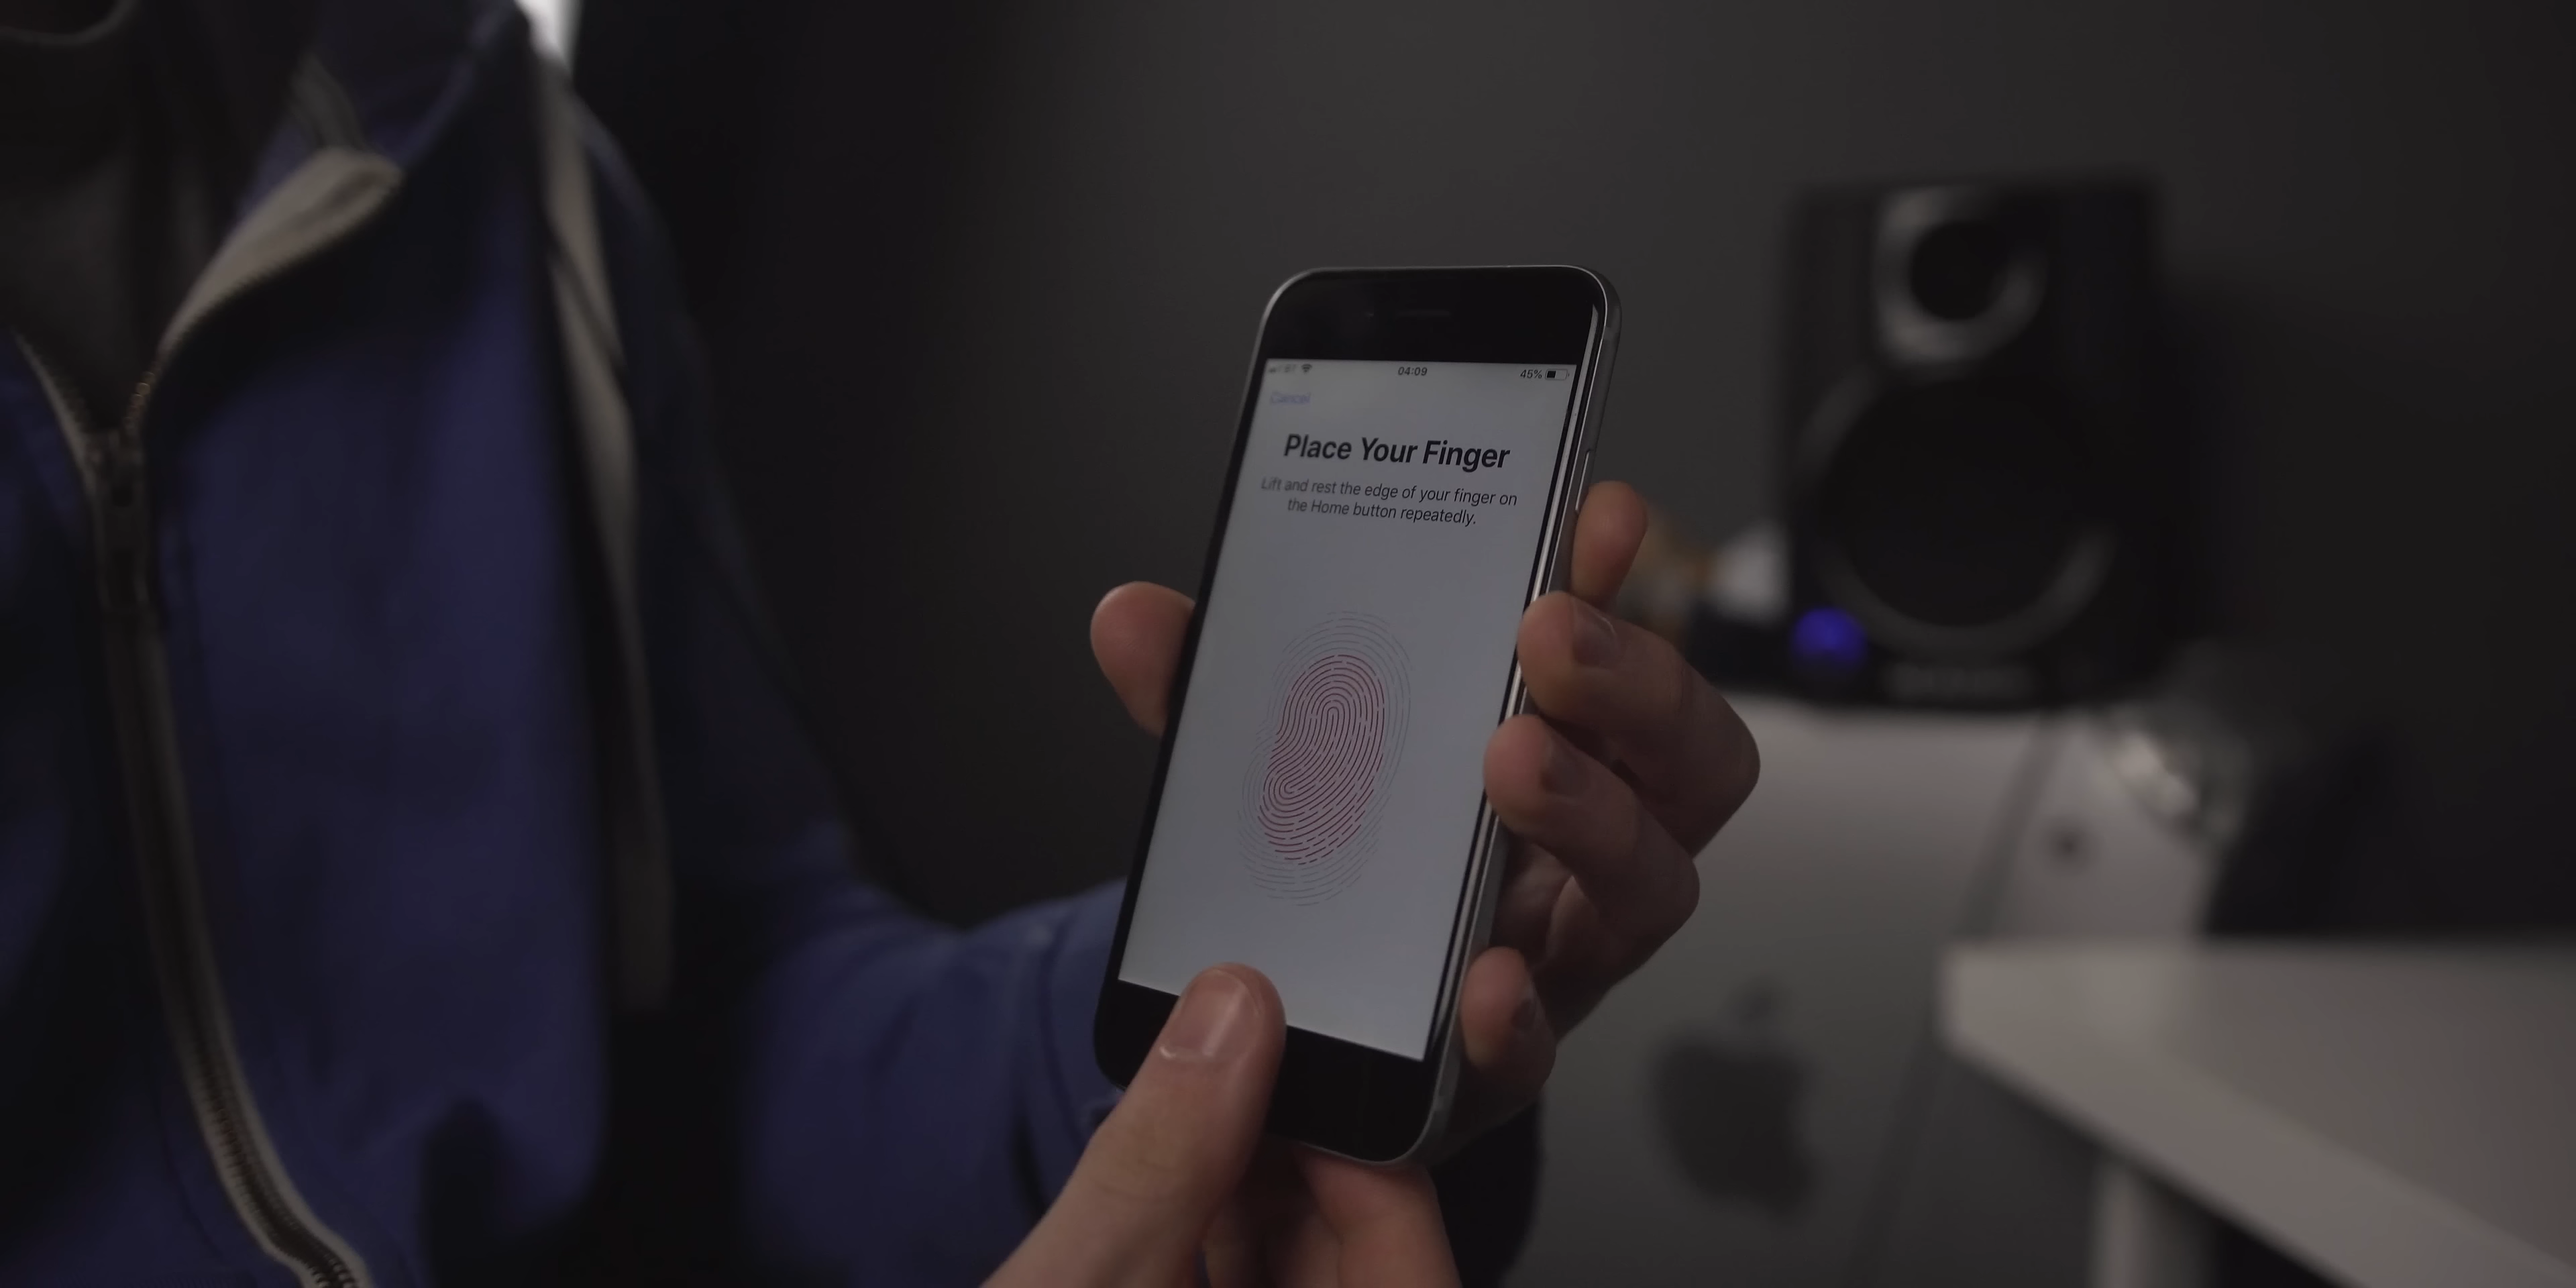 04:09
45%
Cancel
Place Your Finger
Lift and rest the edge of your finger on
the Home button repeatedly.